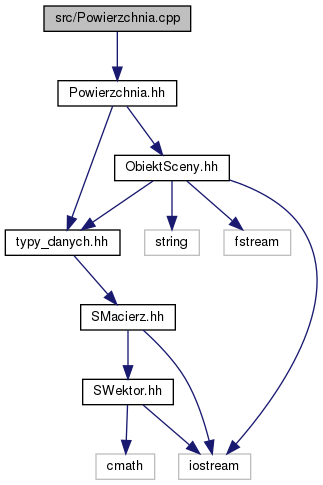 src/Powierzchnia.cpp
Powierzchnia.hh
ObiektSceny.hh
typy_danych.hh
string
fstream
SMacierz.hh
SWektor.hh
cmath
iostream